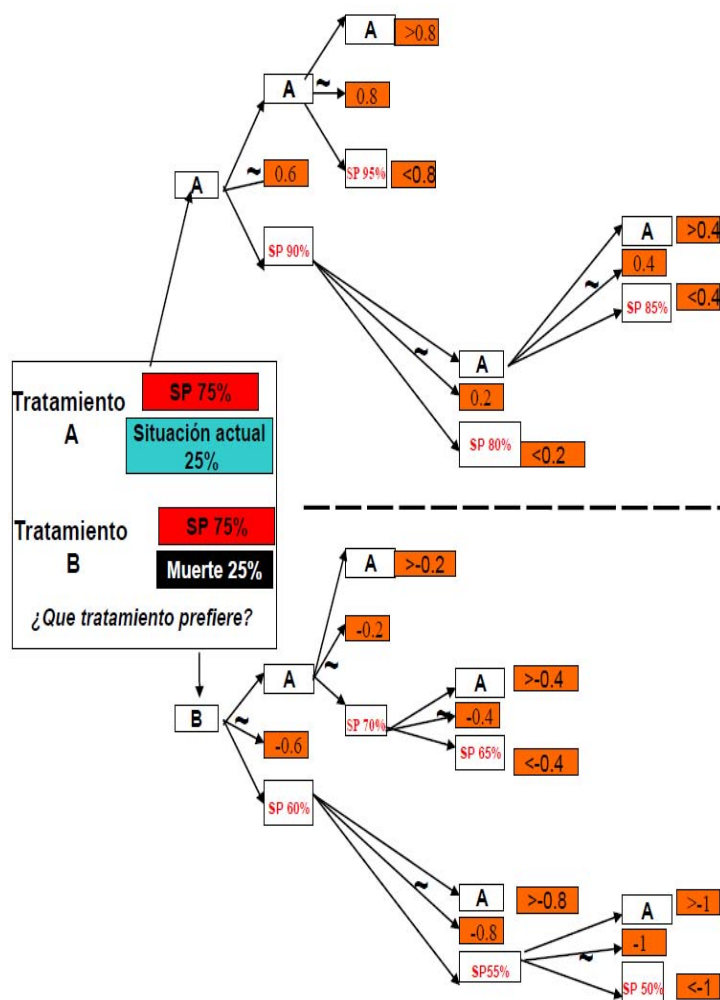 A >0.8
A ~ 0.8
SP 95% <0.8
A ~ 0.6
SP 90%
A >0.4
~ 0.4
SP 85% <0.4
~ A
0.2
SP 80% <0.2
Tratamiento A
SP 75%
Situación actual 25%
Tratamiento B
SP 75%
Muerte 25%
¿Que tratamiento prefiere?
A >-0.2
-0.2
~
A
B ~ -0.6
SP 70%
A >-0.4
~ -0.4
SP 65% <-0.4
SP 60%
~ A >-0.8
-0.8
SP55%
A >-1
~ -1
SP 50% <-1